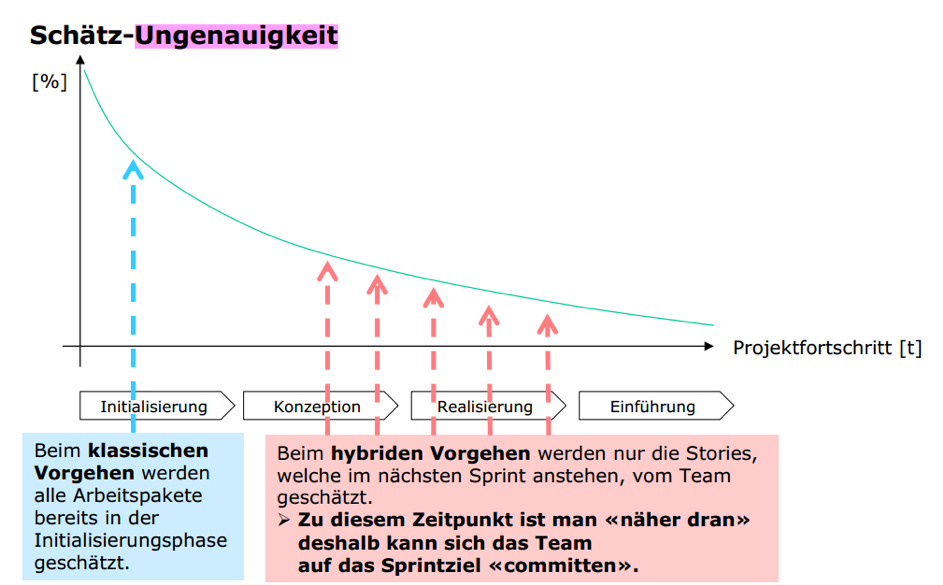 Schätz-Ungenauigkeit
[%]
Projektfortschritt [t]
Initialisierung
Konzeption
Realisierung
Einführung
Beim klassischen
Vorgehen werden
alle Arbeitspakete
bereits in der
Initialisierungsphase
geschätzt.
Beim hybriden Vorgehen werden nur die Stories,
welche im nächsten Sprint anstehen, vom Team
geschätzt.
➢ Zu diesem Zeitpunkt ist man «näher dran»
deshalb kann sich das Team
auf das Sprintziel «committen».